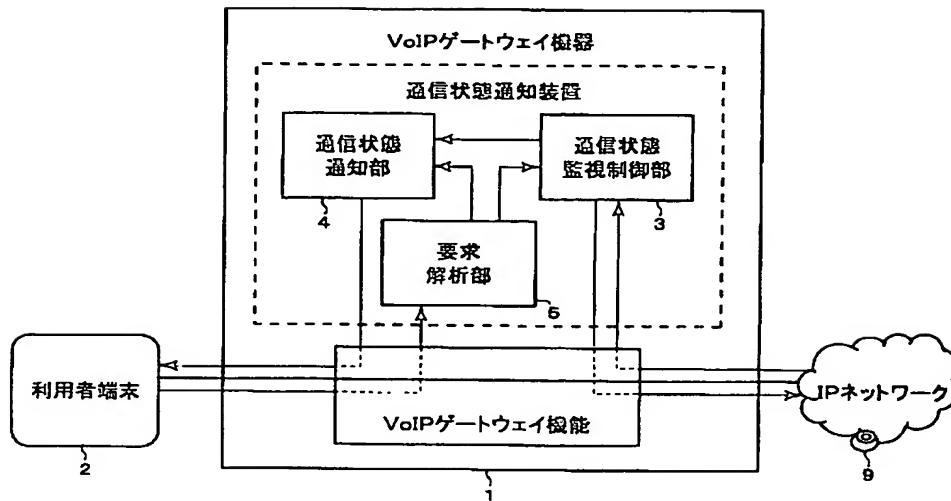 VoIPゲートウェイ機器
通信状態通知装置
通信状態
通知部
4
通信状態
監視制御部
3
要求
解析部
5
利用者端末
2
VoIPゲートウェイ機能
1
IPネットワーク
9